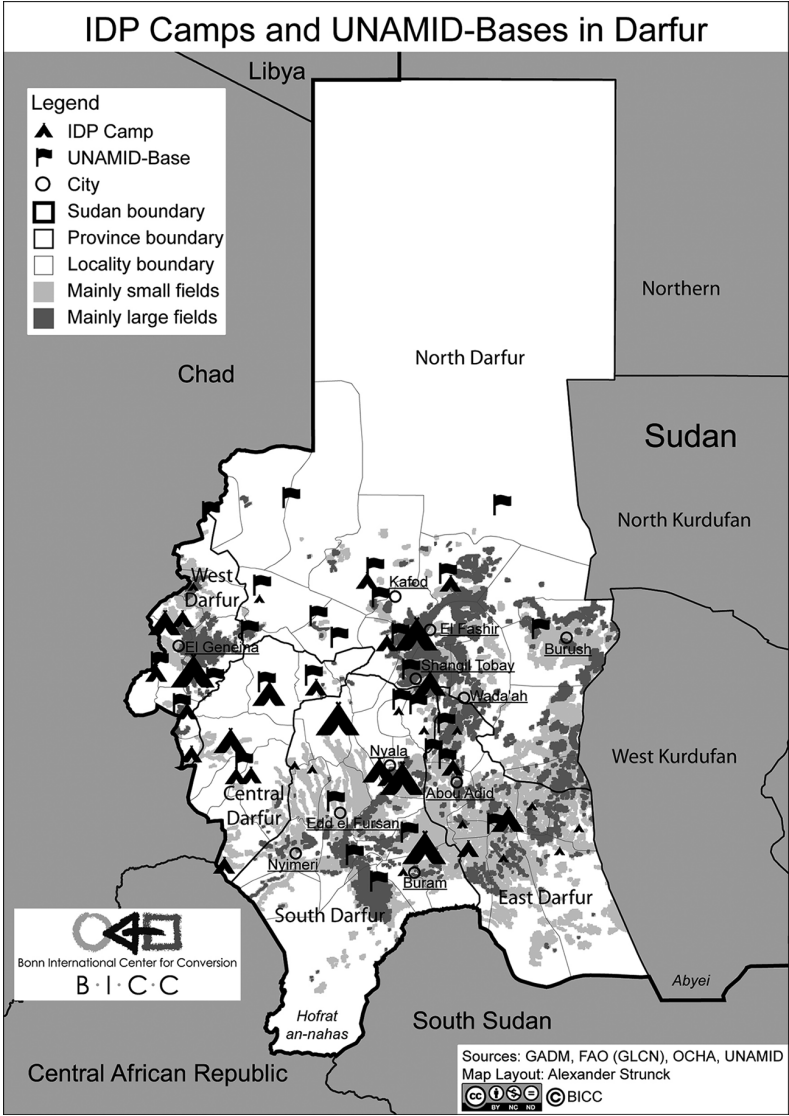 IDP Camps and UNAMID-Bases in Darfur
Libya
Legend
IDP Camp
UNAMID-Base
City
Sudan boundary
Province boundary
Locality boundary
Mainly small fields
Mainly large fields
Northern
North Darfur
Chad
Sudan
North Kurdufan
West
Darfur
Kafod
El Fashir
El Geneina
Burush
Shangil Tobay
Wada'ah
West Kurdufan
Nyala
Abou Adid
Central
Darfur
Edd el Fursan
Nyimeri
Buram
East Darfur
South Darfur
Bonn International Center for Conversion
B·I·C·C
Abyei
Hofrat
an-nahas
South Sudan
Central African Republic
Sources: GADM, FAO (GLCN), OCHA, UNAMID
Map Layout: Alexander Strunck
cc BY NC ND ©BICC